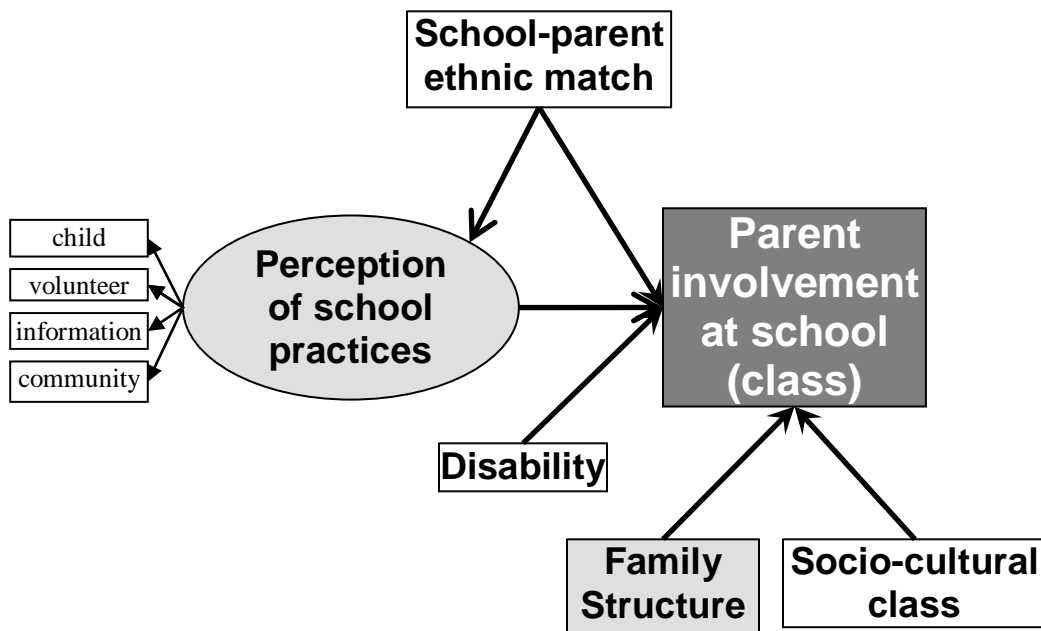 School-parent
ethnic match
child
volunteer
information
community
Perception
of school
practices
Parent
involvement
at school
(class)
Disability
Family
Structure
Socio-cultural
class